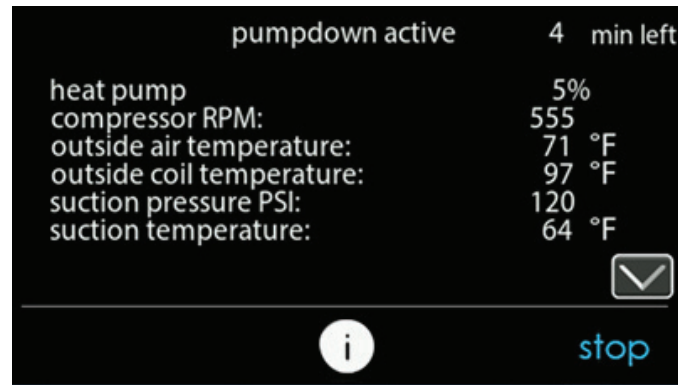 pumpdown active 4 min left
heat pump 5%
compressor RPM: 555
outside air temperature: 71 °F
outside coil temperature: 97 °F
suction pressure PSI: 120
suction temperature: 64 °F
i
stop